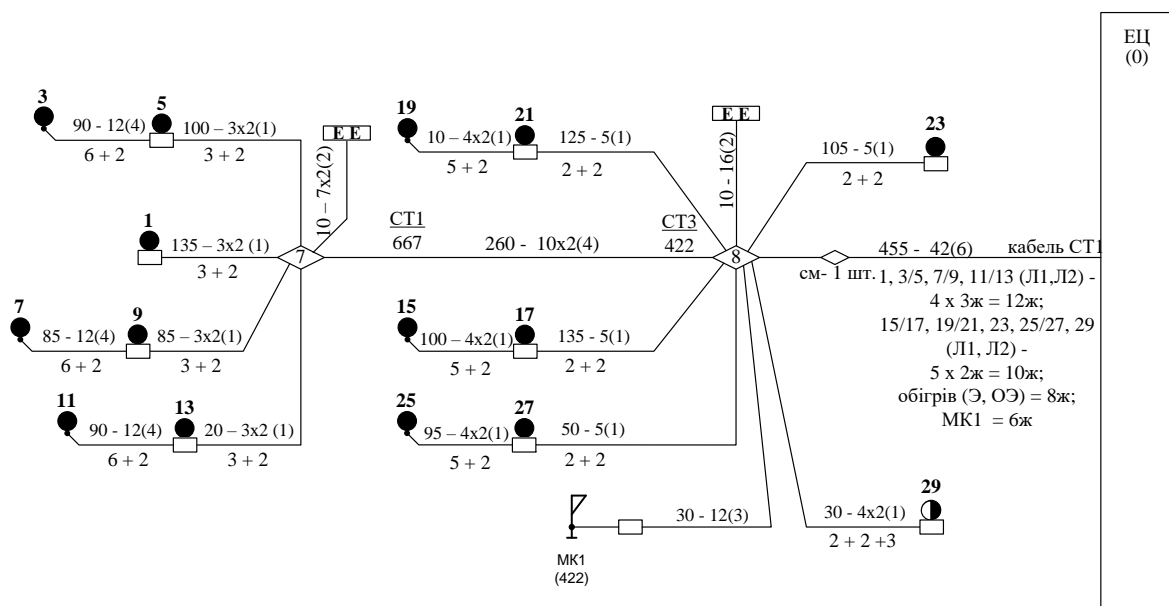 ЕЦ
(0)
3
90 - 12(4)
6 + 2
5
100 – 3x2(1)
3 + 2
Е Е
10 – 7x2(2)
19
10 – 4x2(1)
5 + 2
21
125 - 5(1)
2 + 2
Е Е
10 - 16(2)
23
105 - 5(1)
2 + 2
1
135 – 3x2 (1)
3 + 2
7
СТ1
667
260 - 10x2(4)
СТ3
422
8
455 - 42(6)
кабель СТ1
см- 1 шт.
1, 3/5, 7/9, 11/13 (Л1,Л2) -
4 x 3ж = 12ж;
15/17, 19/21, 23, 25/27, 29
(Л1, Л2) -
5 x 2ж = 10ж;
обігрів (Э, ОЭ) = 8ж;
МК1 = 6ж
7
85 - 12(4)
6 + 2
9
85 – 3x2(1)
3 + 2
15
100 – 4x2(1)
5 + 2
17
135 - 5(1)
2 + 2
11
90 - 12(4)
6 + 2
13
20 – 3x2 (1)
3 + 2
25
95 – 4x2(1)
5 + 2
27
50 - 5(1)
2 + 2
МК1
(422)
30 - 12(3)
30 - 4x2(1)
2 + 2 +3
29